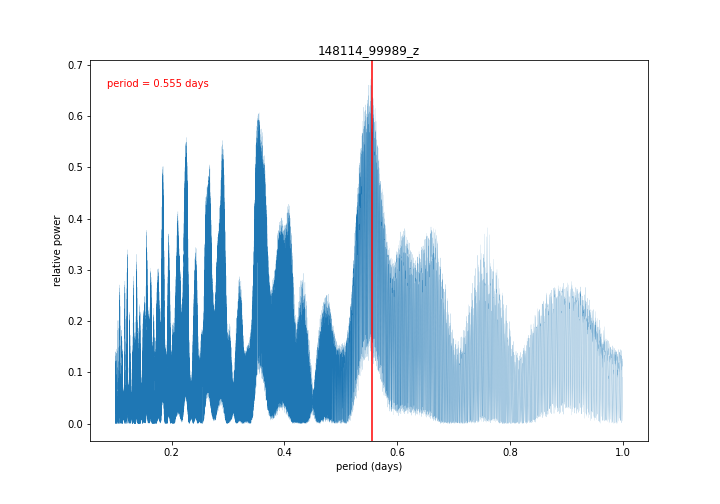 148114_99989_z
period = 0.555 days
relative power
0.7
0.6
0.5
0.4
0.3
0.2
0.1
0.0
0.2 0.4 0.6 0.8 1.0
period (days)